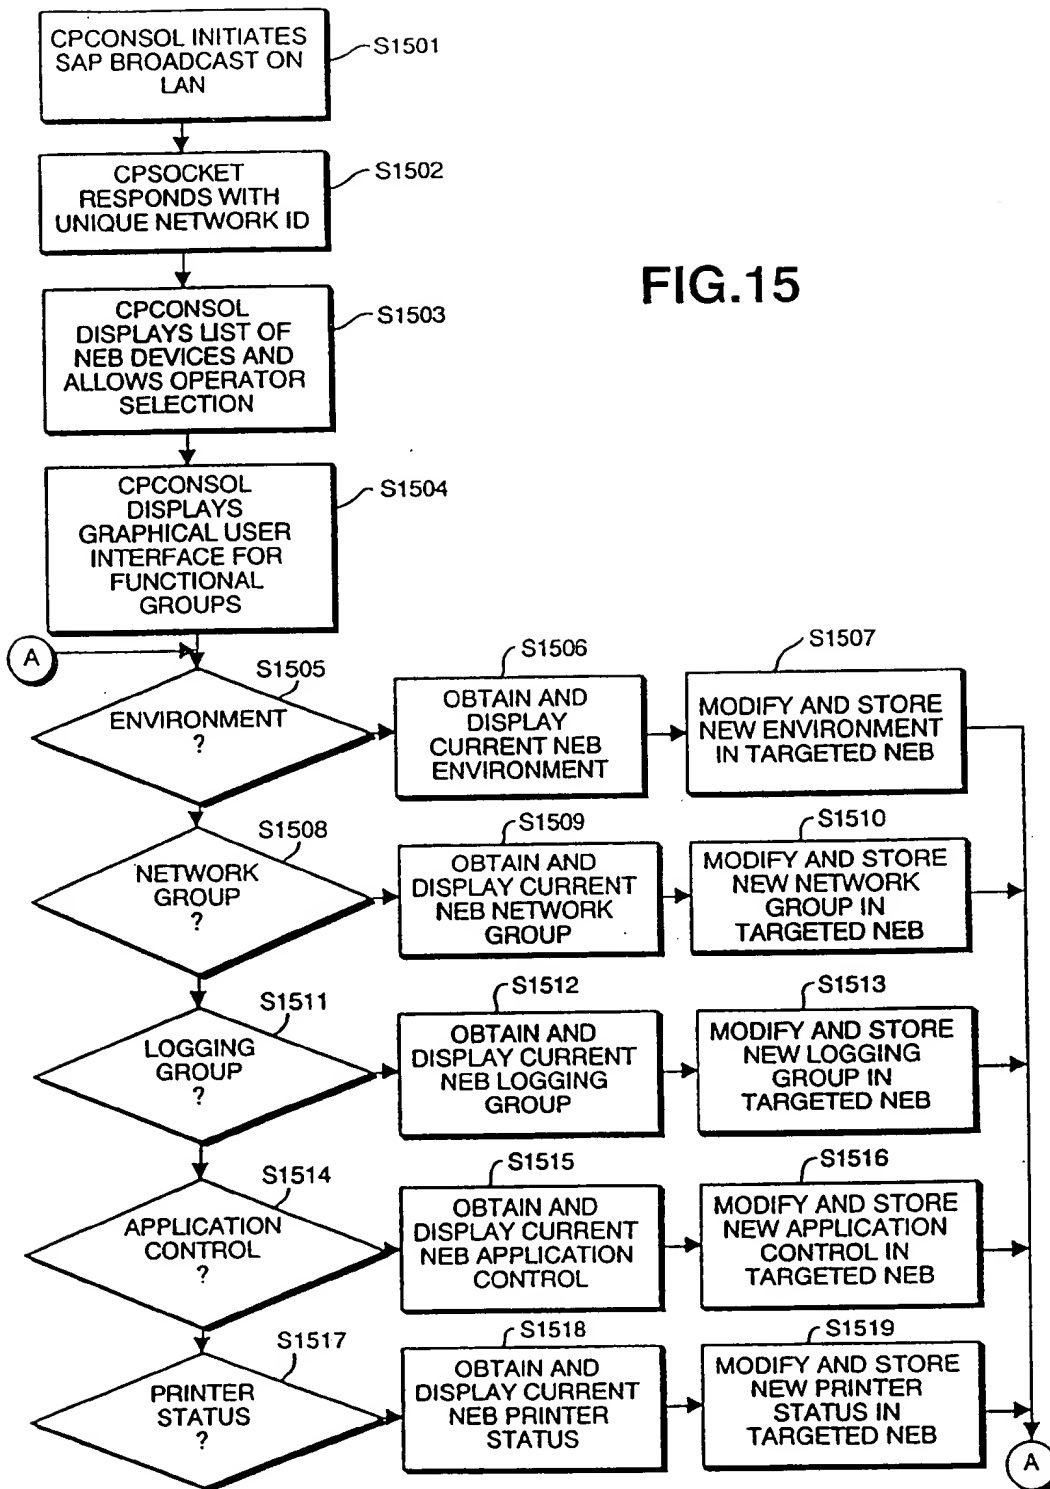 CPCONSOL INITIATES
SAP BROADCAST ON
LAN
S1501
CPSOCKET
RESPONDS WITH
UNIQUE NETWORK ID
S1502
FIG.15
CPCONSOL
DISPLAYS LIST OF
NEB DEVICES AND
ALLOWS OPERATOR
SELECTION
S1503
CPCONSOL
DISPLAYS
GRAPHICAL USER
INTERFACE FOR
FUNCTIONAL
GROUPS
S1504
A
S1505
ENVIRONMENT
?
S1506
OBTAIN AND
DISPLAY
CURRENT NEB
ENVIRONMENT
S1507
MODIFY AND STORE
NEW ENVIRONMENT
IN TARGETED NEB
S1508
NETWORK
GROUP
?
S1509
OBTAIN AND
DISPLAY CURRENT
NEB NETWORK
GROUP
S1510
MODIFY AND STORE
NEW NETWORK
GROUP IN
TARGETED NEB
S1511
LOGGING
GROUP
?
S1512
OBTAIN AND
DISPLAY CURRENT
NEB LOGGING
GROUP
S1513
MODIFY AND STORE
NEW LOGGING
GROUP IN
TARGETED NEB
S1514
APPLICATION
CONTROL
?
S1515
OBTAIN AND
DISPLAY CURRENT
NEB APPLICATION
CONTROL
S1516
MODIFY AND STORE
NEW APPLICATION
CONTROL IN
TARGETED NEB
S1517
PRINTER
STATUS
?
S1518
OBTAIN AND
DISPLAY CURRENT
NEB PRINTER
STATUS
S1519
MODIFY AND STORE
NEW PRINTER
STATUS IN
TARGETED NEB
A